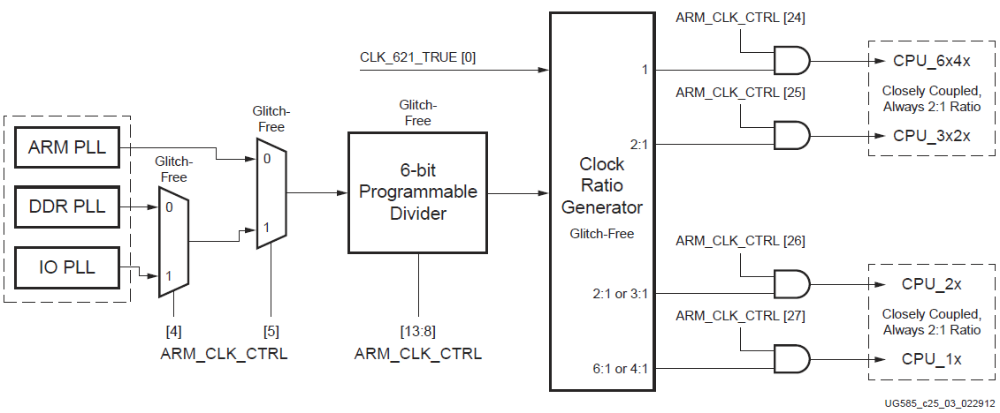 ARM_CLK_CTRL [24]
CLK_621_TRUE [0]
1
CPU_6x4x
ARM_CLK_CTRL [25]
Closely Coupled,
Always 2:1 Ratio
2:1
CPU_3x2x
Glitch-
Free
Glitch-
Free
ARM PLL
0
Glitch-
Free
6-bit
Programmable
Divider
Clock
Ratio
Generator
Glitch-Free
DDR PLL
0
1
IO PLL
1
ARM_CLK_CTRL [26]
2:1 or 3:1
CPU_2x
ARM_CLK_CTRL [27]
Closely Coupled,
Always 2:1 Ratio
6:1 or 4:1
CPU_1x
[4]
[5]
ARM_CLK_CTRL
[13:8]
ARM_CLK_CTRL
UG585_c25_03_022912